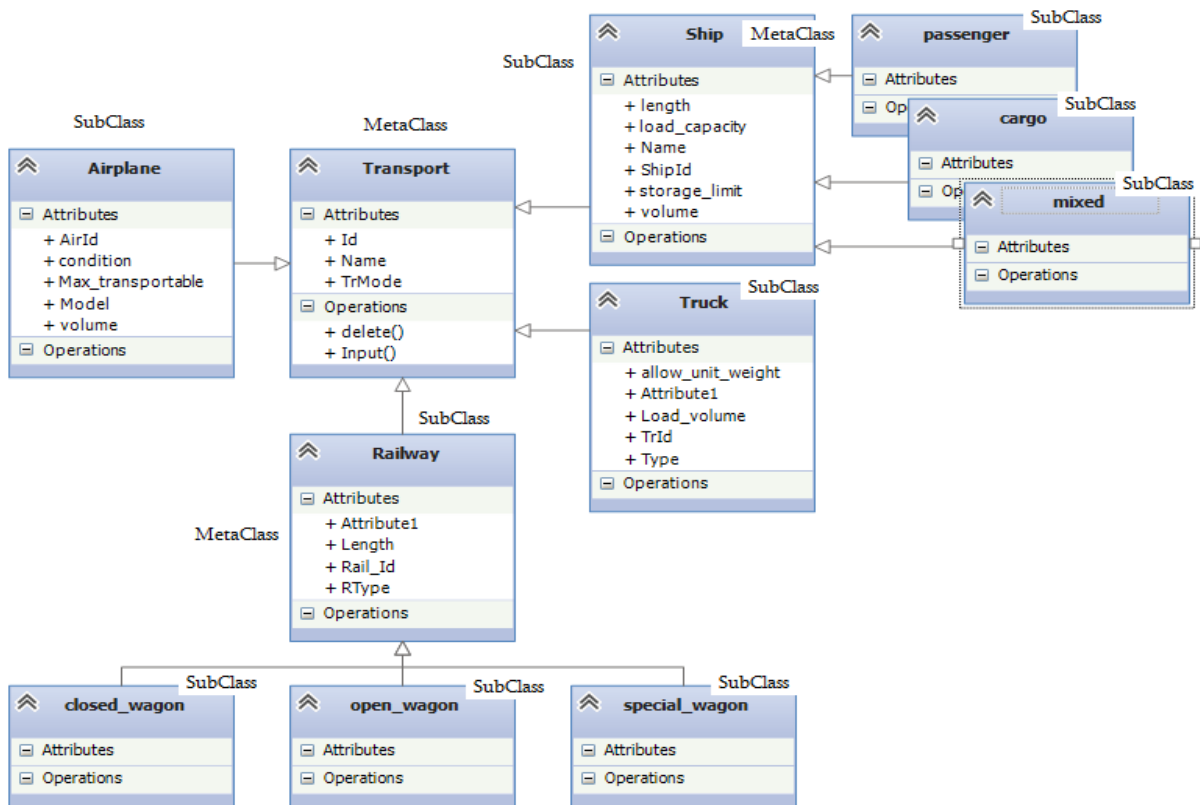 SubClass
Airplane
Attributes
+ AirId
+ condition
+ Max_transportable
+ Model
+ volume
Operations
MetaClass
Transport
Attributes
+ Id
+ Name
+ TrMode
Operations
+ delete()
+ Input()
SubClass
Ship
MetaClass
Attributes
+ length
+ load_capacity
+ Name
+ ShipId
+ storage_limit
+ volume
Operations
SubClass
passenger
Attributes
Op
SubClass
cargo
Attributes
Op
SubClass
mixed
Attributes
Operations
SubClass
Truck
Attributes
+ allow_unit_weight
+ Attribute1
+ Load_volume
+ TrId
+ Type
Operations
SubClass
Railway
MetaClass
Attributes
+ Attribute1
+ Length
+ Rail_Id
+ RType
Operations
SubClass
closed_wagon
Attributes
Operations
SubClass
open_wagon
Attributes
Operations
SubClass
special_wagon
Attributes
Operations